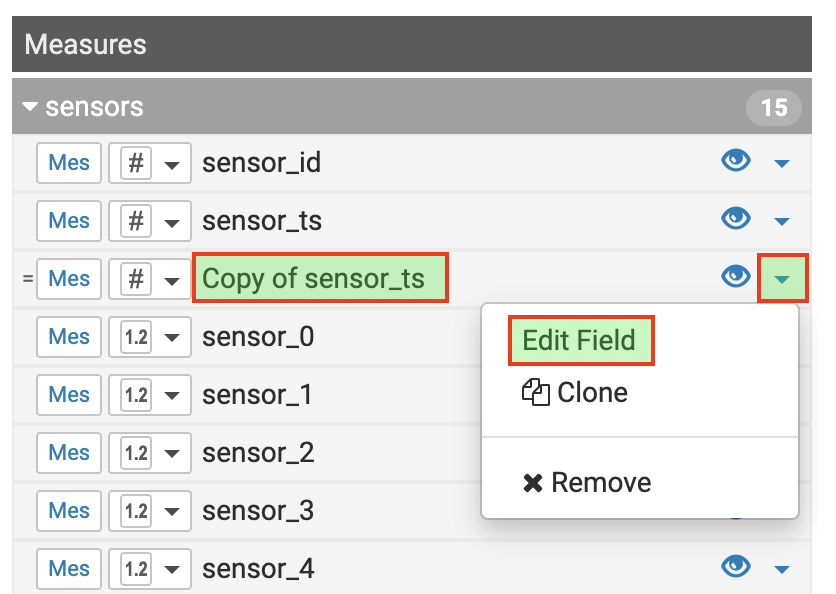 Measures
sensors 15
Mes # sensor_id
Mes # sensor_ts
= Mes # Copy of sensor_ts
Edit Field
Mes 1.2 sensor_0
Clone
Mes 1.2 sensor_1
Mes 1.2 sensor_2
Remove
Mes 1.2 sensor_3
Mes 1.2 sensor_4